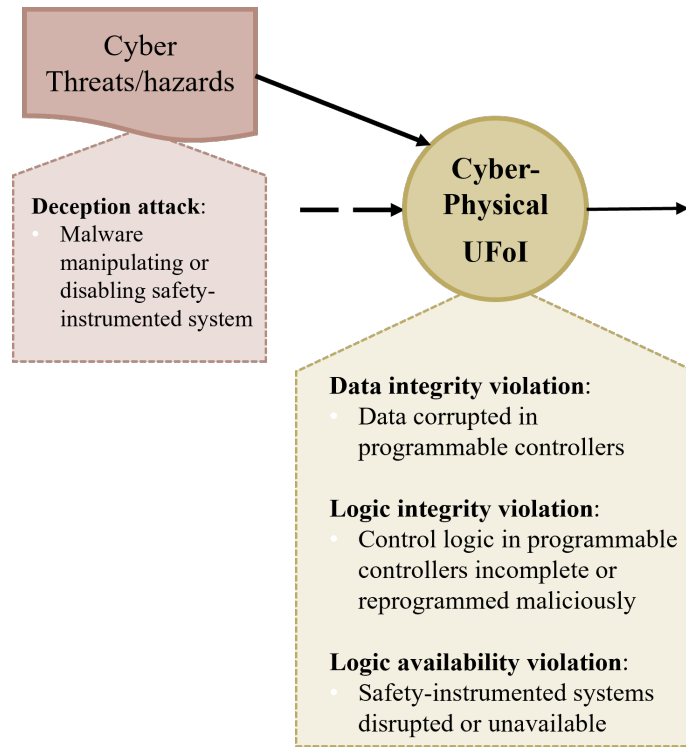 Cyber
Threats/hazards
Deception attack:
• Malware
manipulating or
disabling safety-
instrumented system
Cyber-
Physical
UFoI
Data integrity violation:
• Data corrupted in
programmable controllers
Logic integrity violation:
• Control logic in programmable
controllers incomplete or
reprogrammed maliciously
Logic availability violation:
• Safety-instrumented systems
disrupted or unavailable